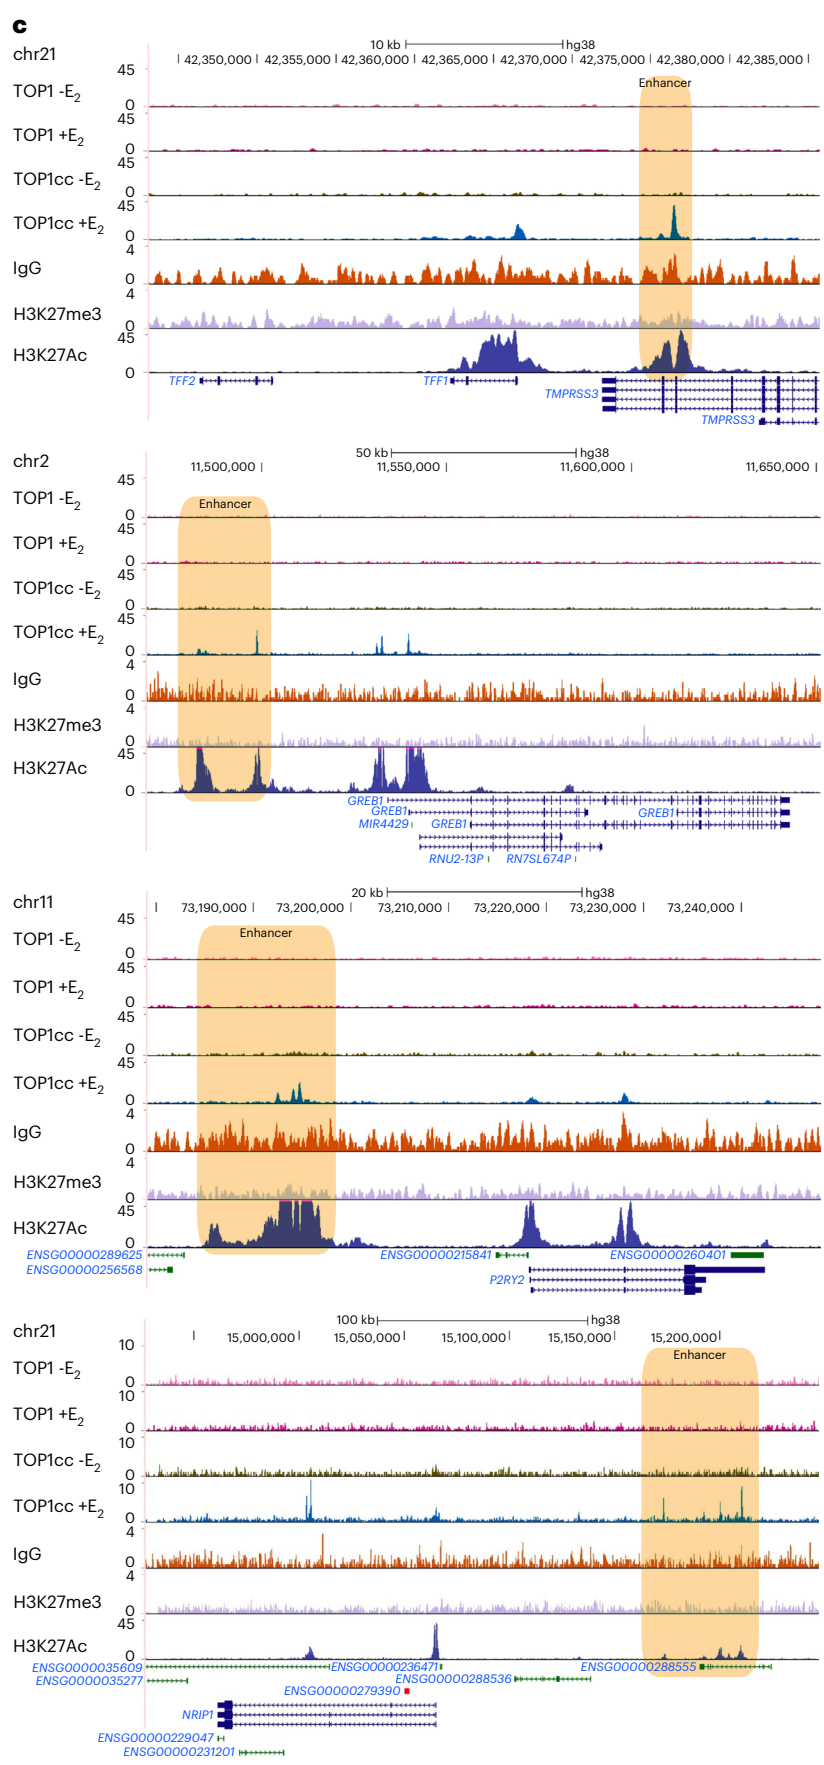 c
10 kb hg38
chr21 42,350,000 42,355,000 42,360,000 42,365,000 42,370,000 42,375,000 42,380,000 42,385,000
45 Enhancer
TOP1 -E2
0
45
TOP1 +E2
0
45
TOP1cc -E2
0
45
TOP1cc +E2
0
4
IgG
0
4
H3K27me3
0
45
H3K27Ac
0
TFF2 TFF1
TMPRSS3
TMPRSS3
50 kb hg38
chr2 11,500,000 11,550,000 11,600,000 11,650,000
45
TOP1 -E2 Enhancer
0
45
TOP1 +E2
0
45
TOP1cc -E2
0
45
TOP1cc +E2
0
4
IgG
0
4
H3K27me3
0
45
H3K27Ac
0
GREB1
GREB1 GREB1
MIR4429 GREB1
RNU2-13P RN7SL674P
20 kb hg38
chr11 73,190,000 73,200,000 73,210,000 73,220,000 73,230,000 73,240,000
45
TOP1 -E2 Enhancer
0
45
TOP1 +E2
0
45
TOP1cc -E2
0
45
TOP1cc +E2
0
4
IgG
0
4
H3K27me3
0
45
H3K27Ac
0
ENSG00000289625 ENSG00000215841 ENSG00000260401
ENSG00000256568
P2RY2
100 kb hg38
chr21 15,000,000 15,050,000 15,100,000 15,150,000 15,200,000
10
Enhancer
TOP1 -E2
0
10
TOP1 +E2
0
10
TOP1cc -E2
0
10
TOP1cc +E2
0
4
IgG
0
4
H3K27me3
0
45
H3K27Ac
0
ENSG0000035609 ENSG00000236471 ENSG00000288555
ENSG0000035277 ENSG00000288536
ENSG00000279390
NRIP1
ENSG00000229047
ENSG00000231201